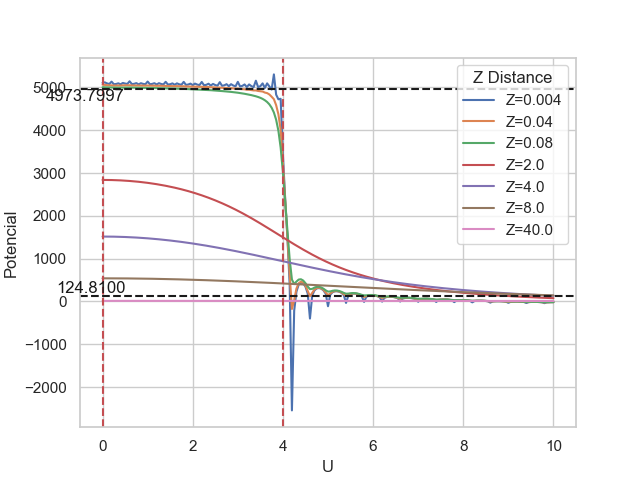 Z Distance
Z=0.004
Z=0.04
Z=0.08
Z=2.0
Z=4.0
Z=8.0
Z=40.0
5000
4973.7997
4000
3000
2000
1000
124.8100
0
−1000
−2000
Potencial
0 2 4 6 8 10
U